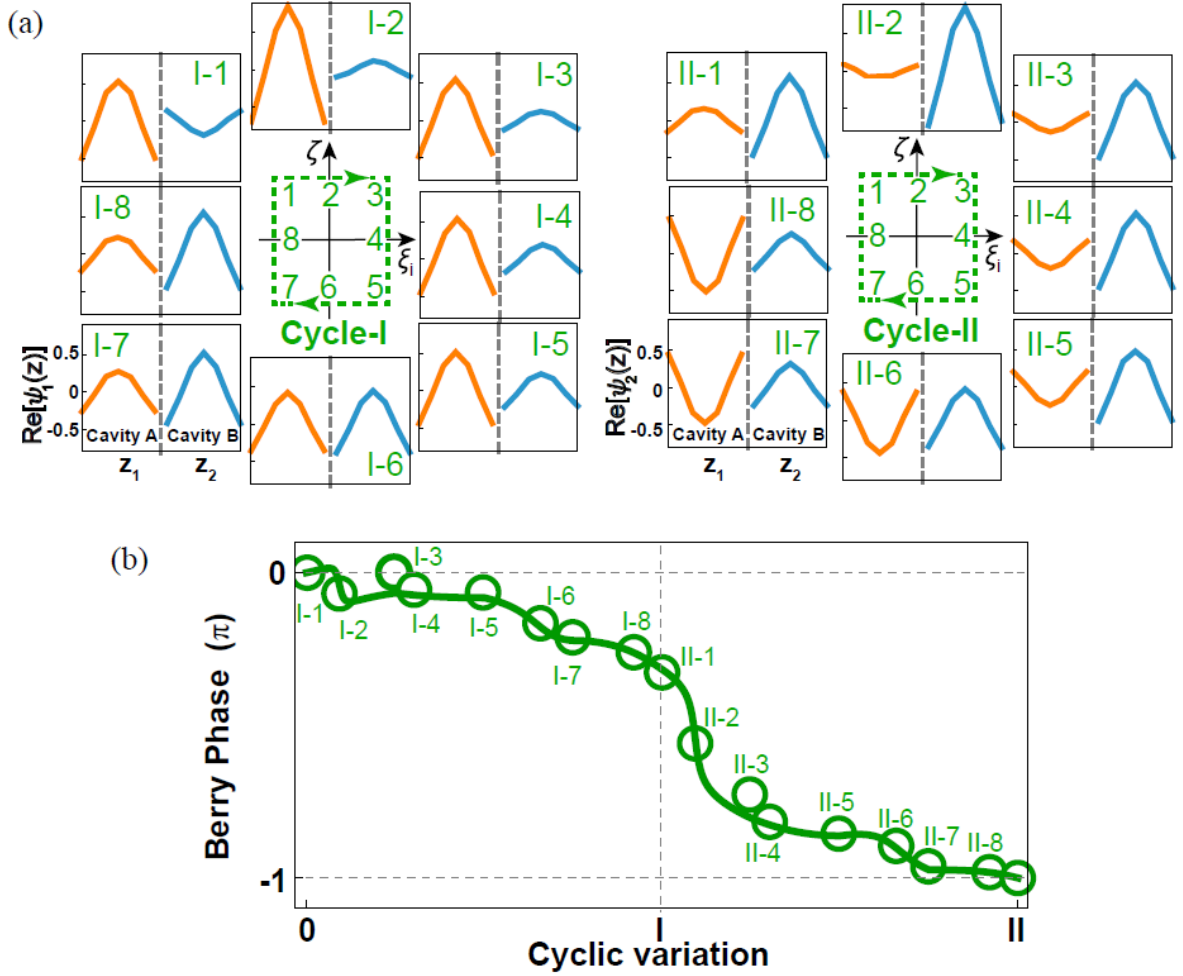 (a)
I-1
I-2
I-3
II-1
II-2
II-3
ζ
ζ
1 2 3
1 2 3
I-8
8 4
ξi
I-4
II-8
8 4
ξi
II-4
7 6 5
7 6 5
Cycle-I
Cycle-II
Re[ψ1(z)]
0.5
0
-0.5
I-7
Cavity A
Cavity B
z1
z2
I-6
I-5
Re[ψ2(z)]
0.5
0
-0.5
II-7
Cavity A
Cavity B
z1
z2
II-6
II-5
(b)
Berry Phase (π)
0
-1
I-1
I-2
I-3
I-4
I-5
I-6
I-7
I-8
II-1
II-2
II-3
II-4
II-5
II-6
II-7
II-8
0
I
II
Cyclic variation